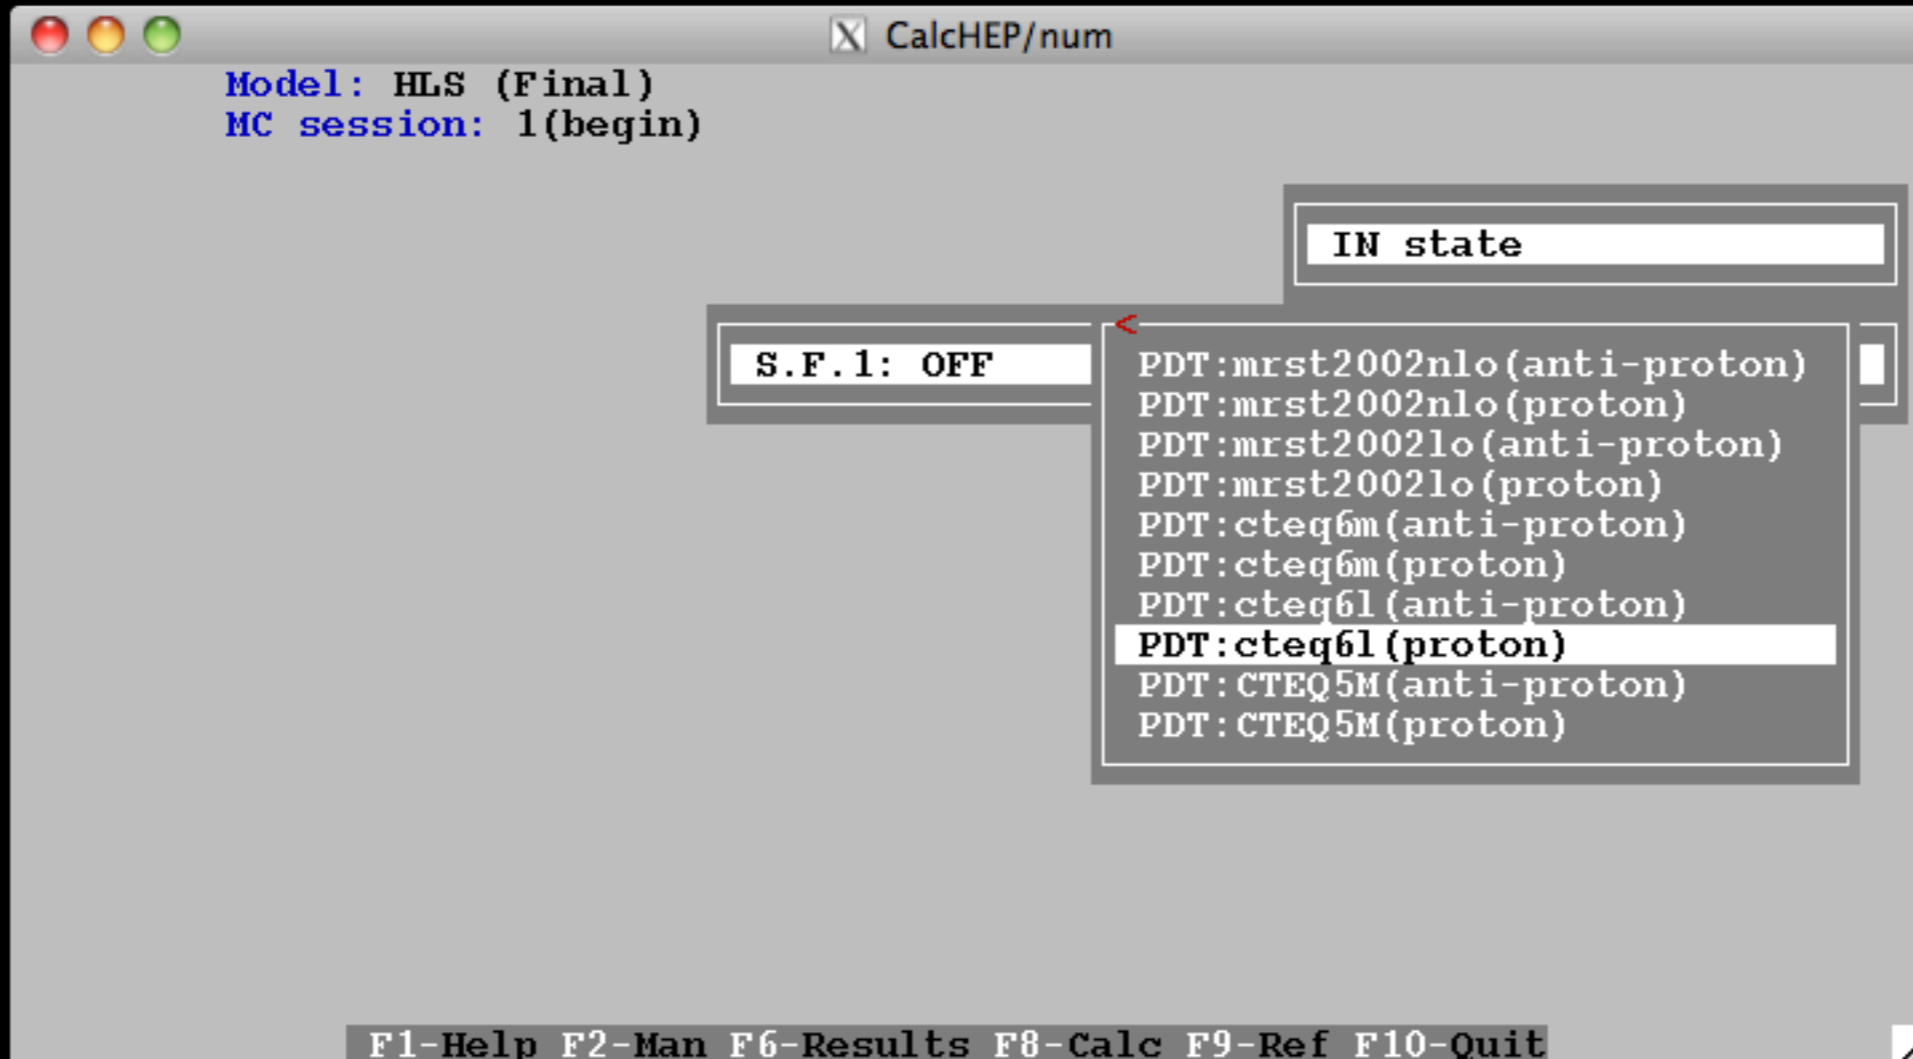 CalcHEP/num
Model: HLS (Final)
MC session: 1(begin)
IN state
S.F.1: OFF
<
PDT:mrst2002nlo(anti-proton)
PDT:mrst2002nlo(proton)
PDT:mrst2002lo(anti-proton)
PDT:mrst2002lo(proton)
PDT:cteq6m(anti-proton)
PDT:cteq6m(proton)
PDT:cteq6l(anti-proton)
PDT:cteq6l(proton)
PDT:CTEQ5M(anti-proton)
PDT:CTEQ5M(proton)
F1-Help F2-Man F6-Results F8-Calc F9-Ref F10-Quit